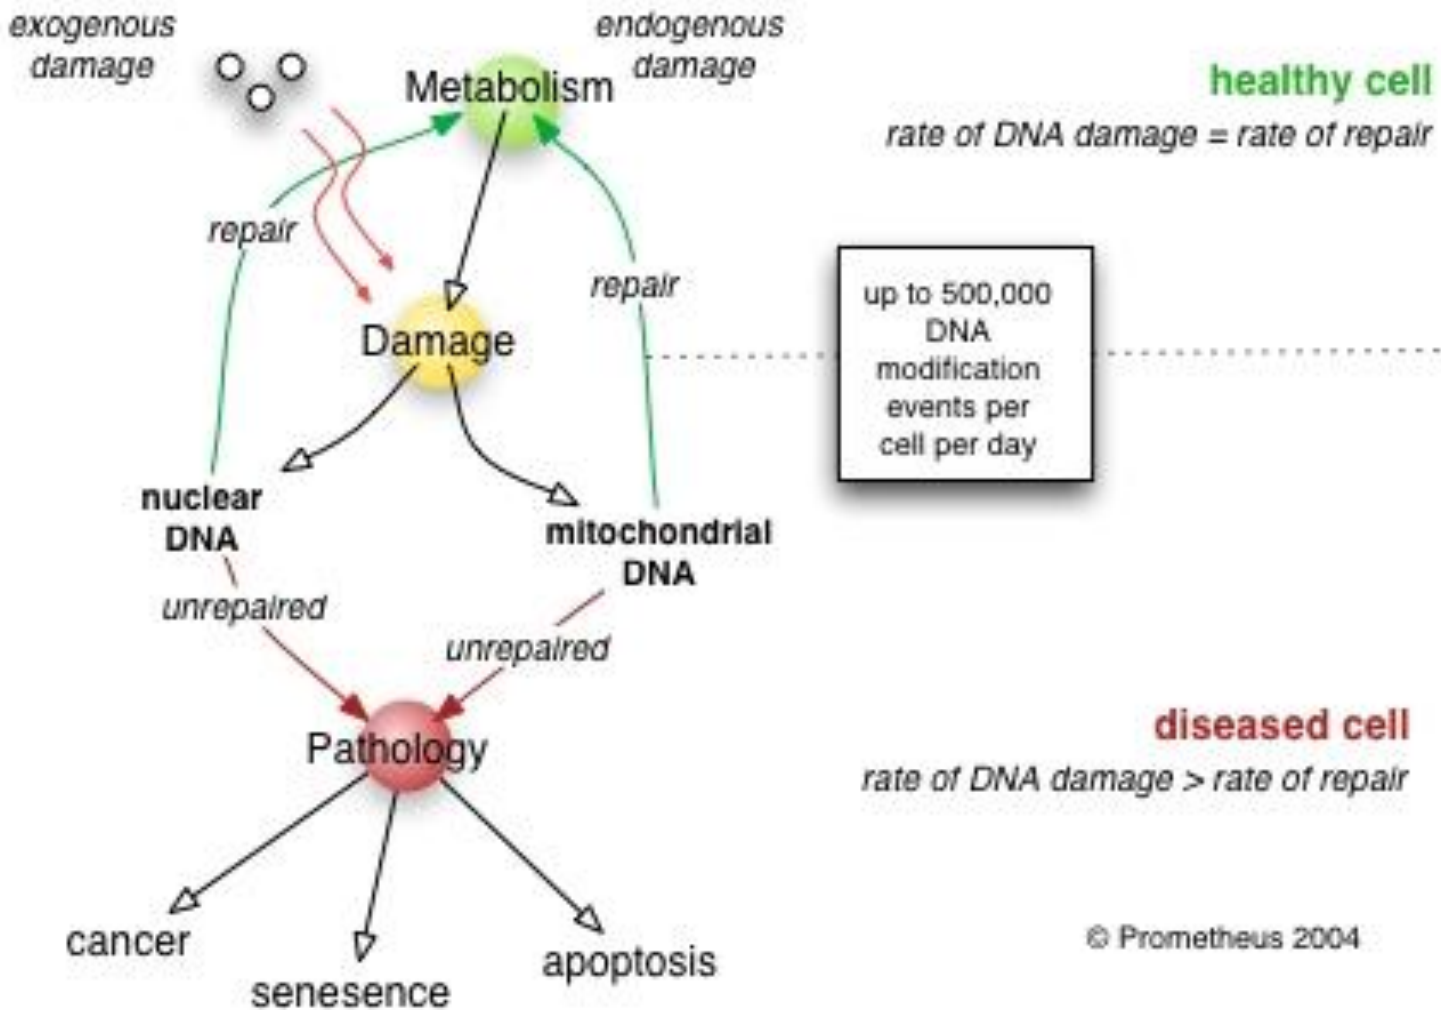 exogenous
damage
endogenous
damage
Metabolism
healthy cell
rate of DNA damage = rate of repair
repair
repair
up to 500,000
DNA
modification
events per
cell per day
Damage
nuclear
DNA
mitochondrial
DNA
unrepaired
unrepaired
Pathology
diseased cell
rate of DNA damage > rate of repair
cancer
senesence
apoptosis
© Prometheus 2004